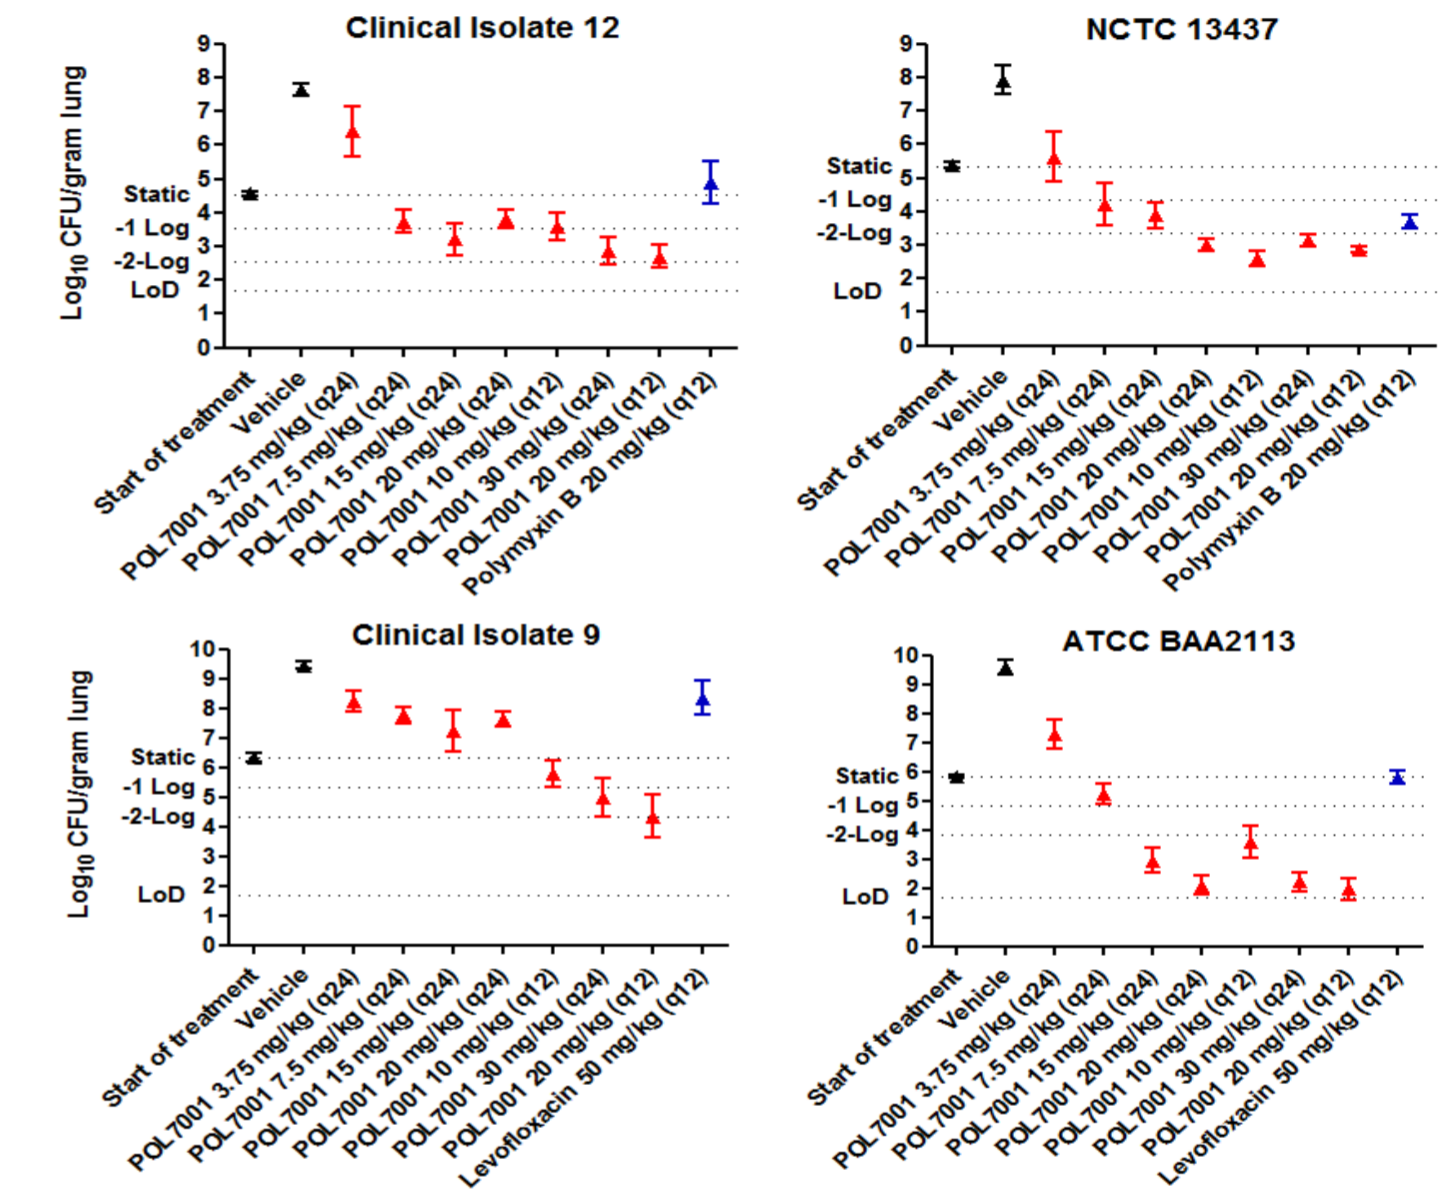 Clinical Isolate 12
Log10 CFU/gram lung
9
8
7
6
5
4
3
2
1
0
Static
-1 Log
-2-Log
LoD
Start of treatment
Vehicle
POL7001 3.75 mg/kg (q24)
POL7001 7.5 mg/kg (q24)
POL7001 15 mg/kg (q24)
POL7001 20 mg/kg (q24)
POL7001 10 mg/kg (q12)
POL7001 30 mg/kg (q24)
POL7001 20 mg/kg (q12)
Polymyxin B 20 mg/kg (q12)
NCTC 13437
9
8
7
6
5
4
3
2
1
0
Static
-1 Log
-2-Log
LoD
Start of treatment
Vehicle
POL7001 3.75 mg/kg (q24)
POL7001 7.5 mg/kg (q24)
POL7001 15 mg/kg (q24)
POL7001 20 mg/kg (q24)
POL7001 10 mg/kg (q12)
POL7001 30 mg/kg (q24)
POL7001 20 mg/kg (q12)
Polymyxin B 20 mg/kg (q12)
Clinical Isolate 9
Log10 CFU/gram lung
10
9
8
7
6
5
4
3
2
1
0
Static
-1 Log
-2-Log
LoD
Start of treatment
Vehicle
POL7001 3.75 mg/kg (q24)
POL7001 7.5 mg/kg (q24)
POL7001 15 mg/kg (q24)
POL7001 20 mg/kg (q24)
POL7001 10 mg/kg (q12)
POL7001 30 mg/kg (q24)
POL7001 20 mg/kg (q12)
Levofloxacin 50 mg/kg (q12)
ATCC BAA2113
10
9
8
7
6
5
4
3
2
1
0
Static
-1 Log
-2-Log
LoD
Start of treatment
Vehicle
POL7001 3.75 mg/kg (q24)
POL7001 7.5 mg/kg (q24)
POL7001 15 mg/kg (q24)
POL7001 20 mg/kg (q24)
POL7001 10 mg/kg (q12)
POL7001 30 mg/kg (q24)
POL7001 20 mg/kg (q12)
Levofloxacin 50 mg/kg (q12)